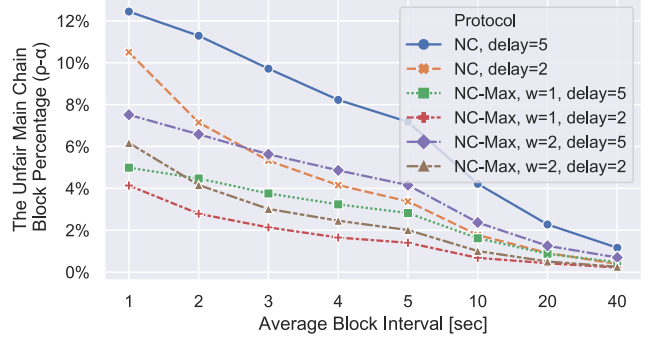 12%
10%
8%
6%
4%
2%
0%
The Unfair Main Chain
Block Percentage (ρ-α)
Protocol
NC, delay=5
NC, delay=2
NC-Max, w=1, delay=5
NC-Max, w=1, delay=2
NC-Max, w=2, delay=5
NC-Max, w=2, delay=2
1 2 3 4 5 10 20 40
Average Block Interval [sec]